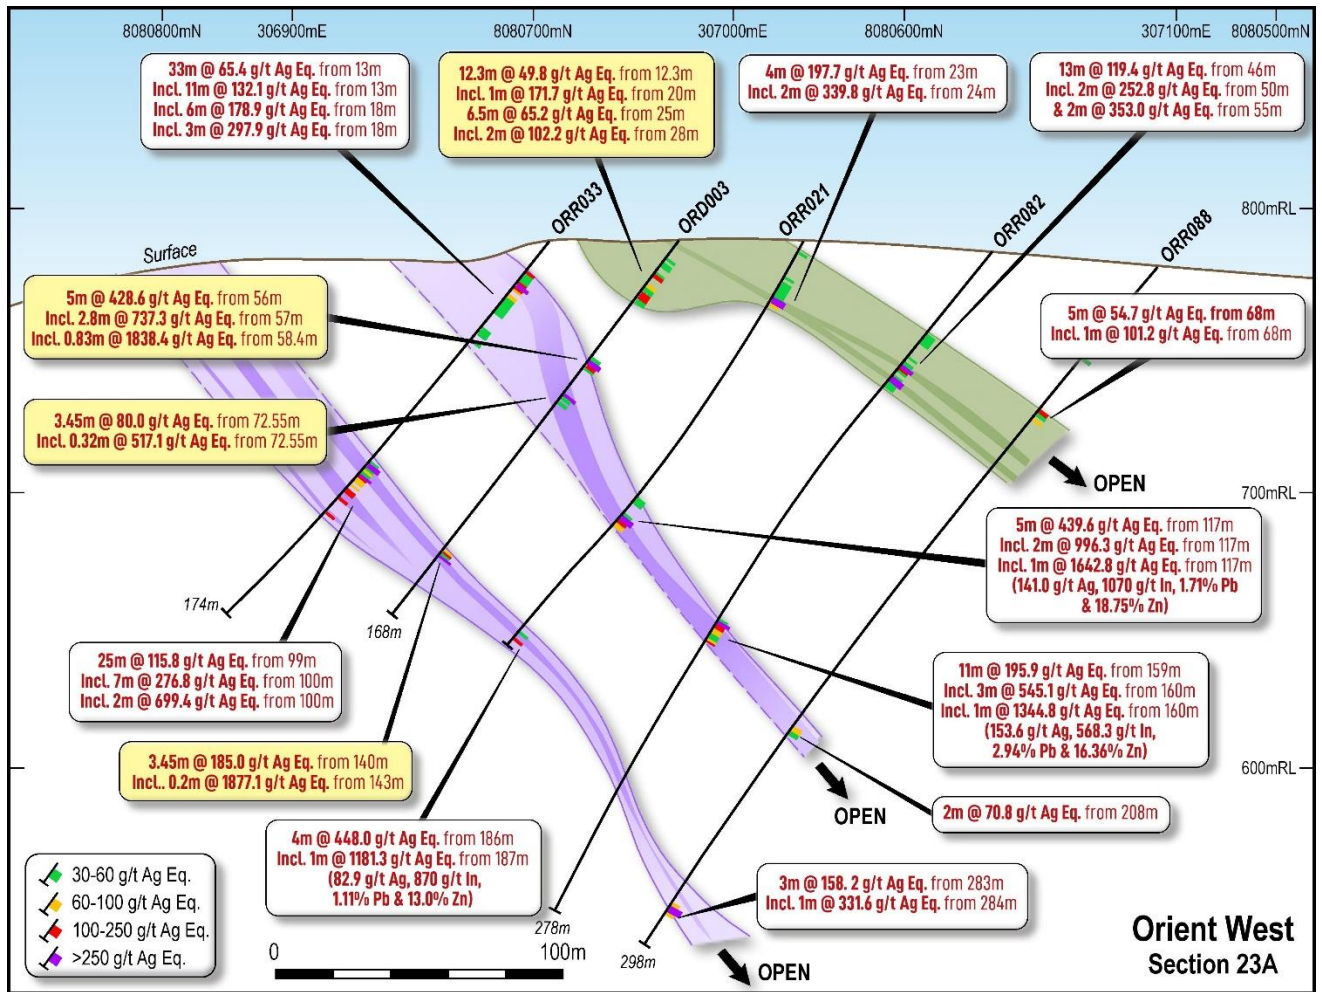 8080800mN
306900mE
8080700mN
307000mE
8080600mN
307100mE
8080500mN
33m @ 65.4 g/t Ag Eq. from 13m
Incl. 11m @ 132.1 g/t Ag Eq. from 13m
Incl. 6m @ 178.9 g/t Ag Eq. from 18m
Incl. 3m @ 297.9 g/t Ag Eq. from 18m
12.3m @ 49.8 g/t Ag Eq. from 12.3m
Incl. 1m @ 171.7 g/t Ag Eq. from 20m
6.5m @ 65.2 g/t Ag Eq. from 25m
Incl. 2m @ 102.2 g/t Ag Eq. from 28m
4m @ 197.7 g/t Ag Eq. from 23m
Incl. 2m @ 339.8 g/t Ag Eq. from 24m
13m @ 119.4 g/t Ag Eq. from 46m
Incl. 2m @ 252.8 g/t Ag Eq. from 50m
& 2m @ 353.0 g/t Ag Eq. from 55m
ORR033
ORD003
ORR021
ORR082
ORR088
800mRL
Surface
5m @ 428.6 g/t Ag Eq. from 56m
Incl. 2.8m @ 737.3 g/t Ag Eq. from 57m
Incl. 0.83m @ 1838.4 g/t Ag Eq. from 58.4m
5m @ 54.7 g/t Ag Eq. from 68m
Incl. 1m @ 101.2 g/t Ag Eq. from 68m
3.45m @ 80.0 g/t Ag Eq. from 72.55m
Incl. 0.32m @ 517.1 g/t Ag Eq. from 72.55m
OPEN
700mRL
5m @ 439.6 g/t Ag Eq. from 117m
Incl. 2m @ 996.3 g/t Ag Eq. from 117m
Incl. 1m @ 1642.8 g/t Ag Eq. from 117m
(141.0 g/t Ag, 1070 g/t In, 1.71% Pb
& 18.75% Zn)
174m
168m
25m @ 115.8 g/t Ag Eq. from 99m
Incl. 7m @ 276.8 g/t Ag Eq. from 100m
Incl. 2m @ 699.4 g/t Ag Eq. from 100m
11m @ 195.9 g/t Ag Eq. from 159m
Incl. 3m @ 545.1 g/t Ag Eq. from 160m
Incl. 1m @ 1344.8 g/t Ag Eq. from 160m
(153.6 g/t Ag, 568.3 g/t In,
2.94% Pb & 16.36% Zn)
3.45m @ 185.0 g/t Ag Eq. from 140m
Incl.. 0.2m @ 1877.1 g/t Ag Eq. from 143m
600mRL
OPEN
2m @ 70.8 g/t Ag Eq. from 208m
4m @ 448.0 g/t Ag Eq. from 186m
Incl. 1m @ 1181.3 g/t Ag Eq. from 187m
(82.9 g/t Ag, 870 g/t In,
1.11% Pb & 13.0% Zn)
3m @ 158. 2 g/t Ag Eq. from 283m
Incl. 1m @ 331.6 g/t Ag Eq. from 284m
30-60 g/t Ag Eq.
60-100 g/t Ag Eq.
100-250 g/t Ag Eq.
>250 g/t Ag Eq.
0
100m
278m
298m
OPEN
Orient West
Section 23A